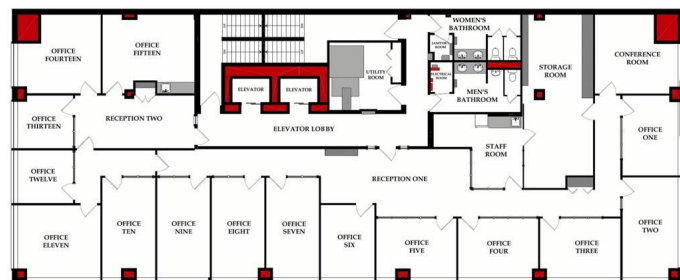 OFFICE
FOURTEEN
OFFICE
FIFTEEN
WOMEN'S
BATHROOM
JANITOR
ROOM
UTILITY
ROOM
ELECTRICAL
ROOM
MEN'S
BATHROOM
STORAGE
ROOM
CONFERENCE
ROOM
ELEVATOR
ELEVATOR
OFFICE
THIRTEEN
RECEPTION TWO
ELEVATOR LOBBY
STAFF
ROOM
OFFICE
ONE
OFFICE
TWELVE
RECEPTION ONE
OFFICE
ELEVEN
OFFICE
TEN
OFFICE
NINE
OFFICE
EIGHT
OFFICE
SEVEN
OFFICE
SIX
OFFICE
FIVE
OFFICE
FOUR
OFFICE
THREE
OFFICE
TWO